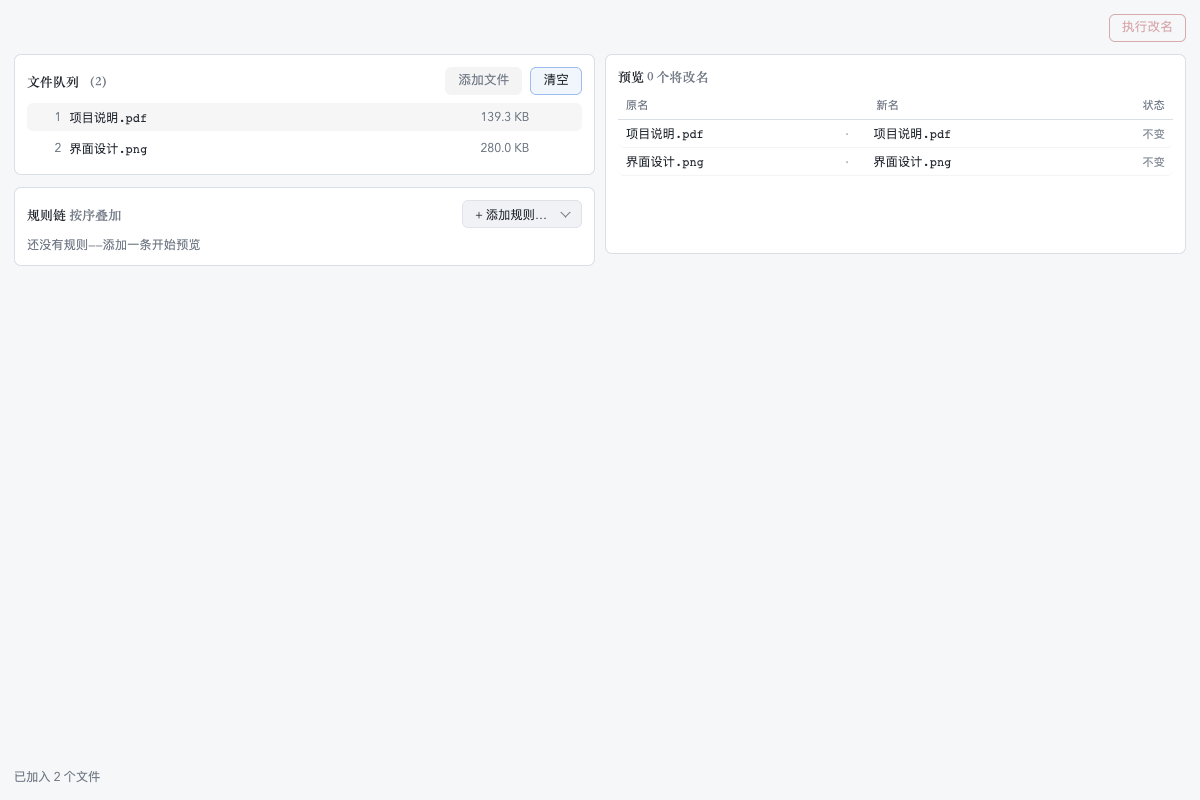 执行改名
文件队列 (2)
添加文件
清空
1 项目说明.pdf 139.3 KB
2 界面设计.png 280.0 KB
规则链 按序叠加
+ 添加规则...
还没有规则——添加一条开始预览
预览 0 个将改名
原名 新名 状态
项目说明.pdf · 项目说明.pdf 不变
界面设计.png · 界面设计.png 不变
已加入 2 个文件